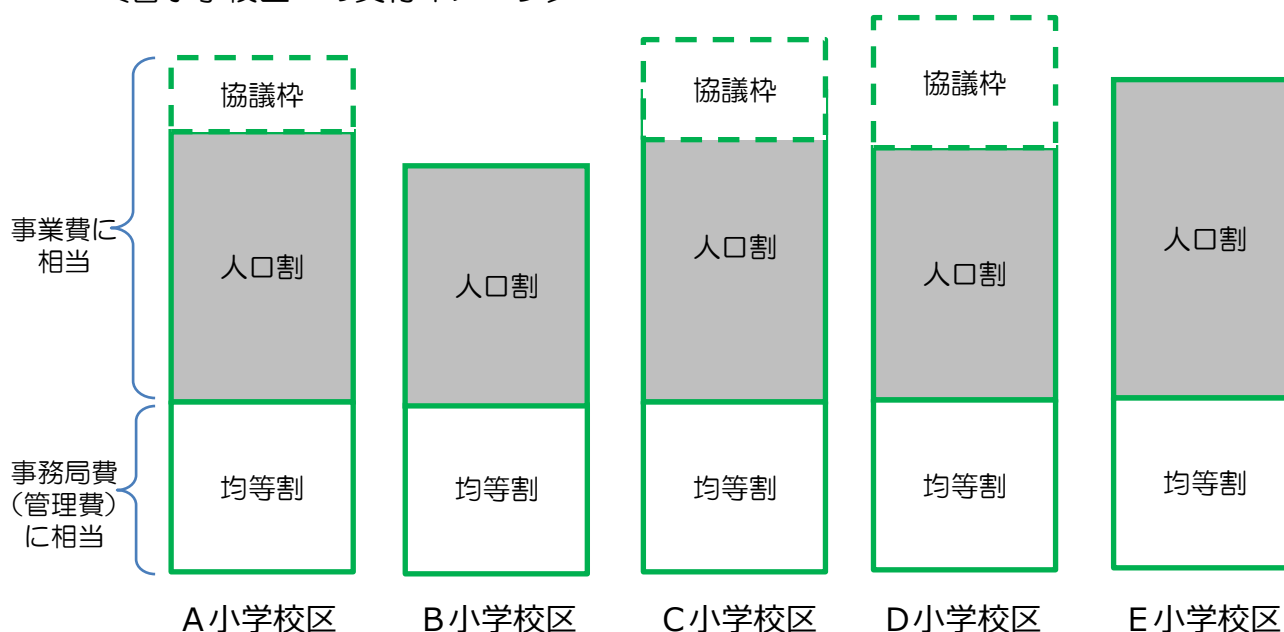 協議枠
協議枠
協議枠
事業費に
相当
人口割
人口割
人口割
人口割
人口割
事務局費
(管理費)
に相当
均等割
均等割
均等割
均等割
均等割
A小学校区
B小学校区
C小学校区
D小学校区
E小学校区